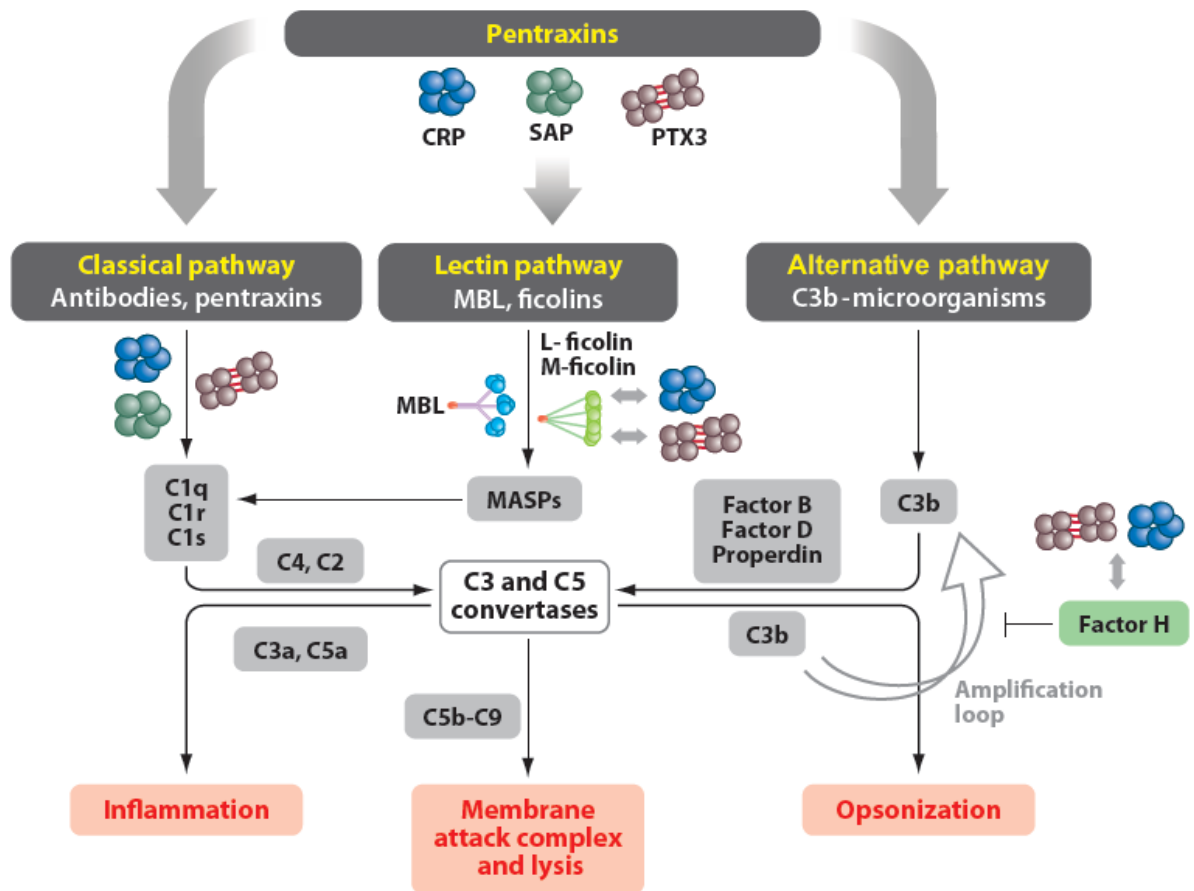 Pentraxins
CRP
SAP
PTX3
Classical pathway
Antibodies, pentraxins
Lectin pathway
MBL, ficolins
Alternative pathway
C3b-microorganisms
L- ficolin
M-ficolin
MBL
C1q
C1r
C1s
MASPs
Factor B
Factor D
Properdin
C3b
C4, C2
C3 and C5
convertases
C3a, C5a
C3b
Factor H
Amplification
loop
C5b-C9
Inflammation
Membrane
attack complex
and lysis
Opsonization